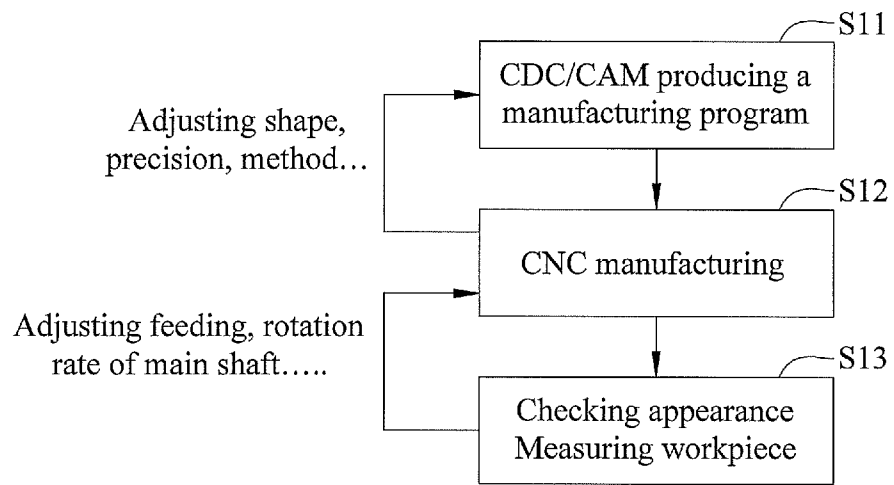 S11
CDC/CAM producing a
manufacturing program
Adjusting shape,
precision, method…
S12
CNC manufacturing
Adjusting feeding, rotation
rate of main shaft…..
S13
Checking appearance
Measuring workpiece